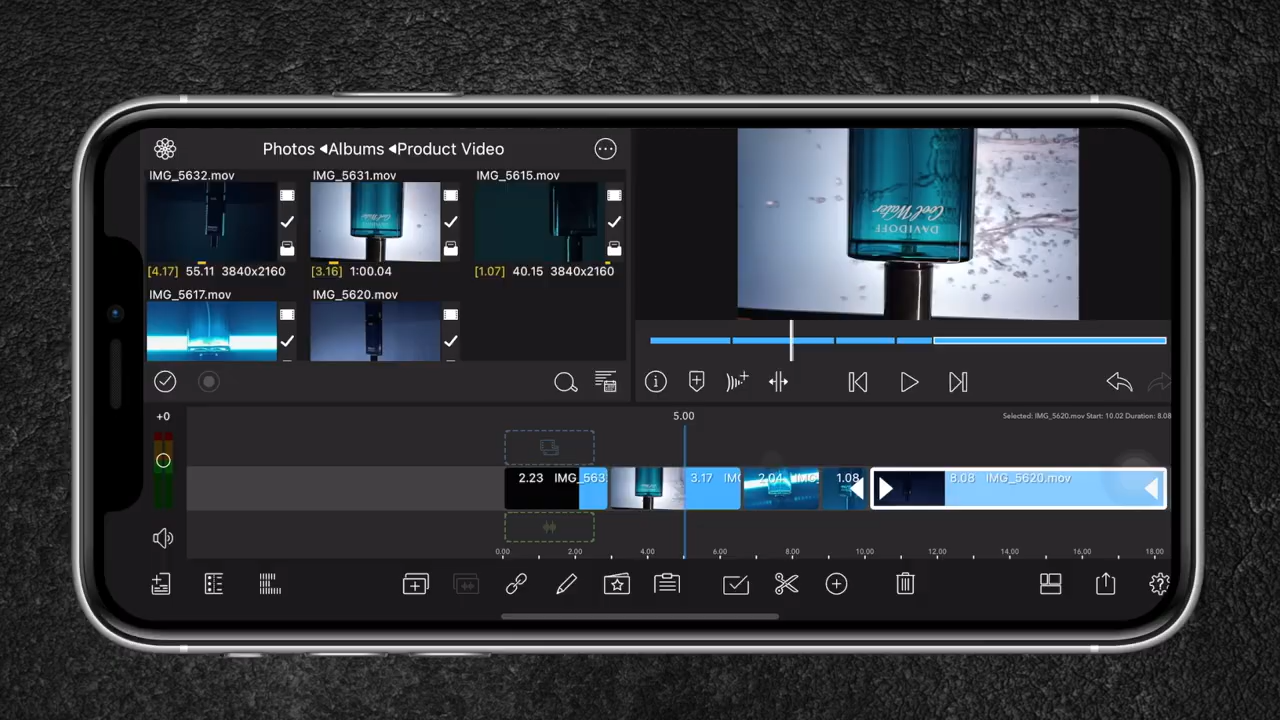 Photos ◀Albums ◀Product Video
IMG_5632.mov
IMG_5631.mov
IMG_5615.mov
[4.17] 55.11 3840x2160
[3.16] 1:00.04
[1.07] 40.15 3840x2160
IMG_5617.mov
IMG_5620.mov
Cool Water
DAVIDOFF
+0
5.00
Selected: IMG_5620.mov Start: 10.02 Duration: 8.08
2.23 IMG_563
3.17 IM
2.04 IMG
1.08
8.08 IMG_5620.mov
0.00
2.00
4.00
6.00
8.00
10.00
12.00
14.00
16.00
18.00